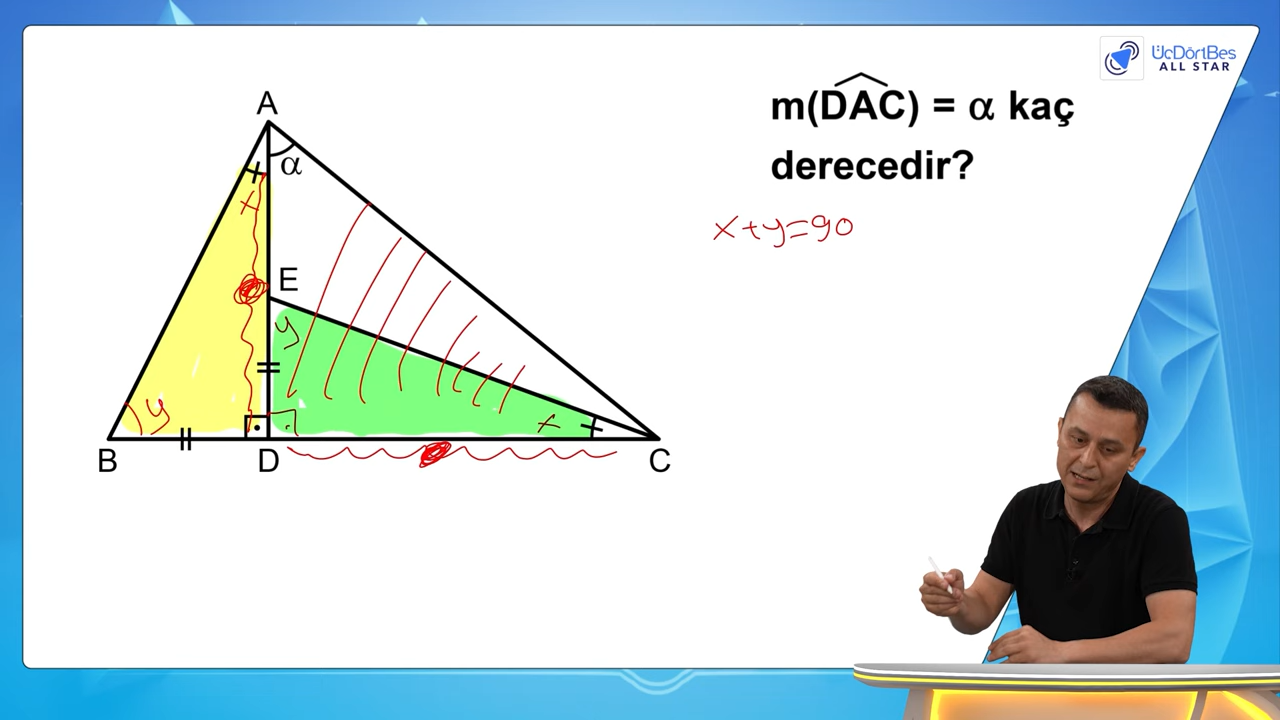 ÜçDörtBeş
ALL STAR
m(DAC) = α kaç
derecedir?
x+y=90
A
α
x
E
y
y
x
B
D
C